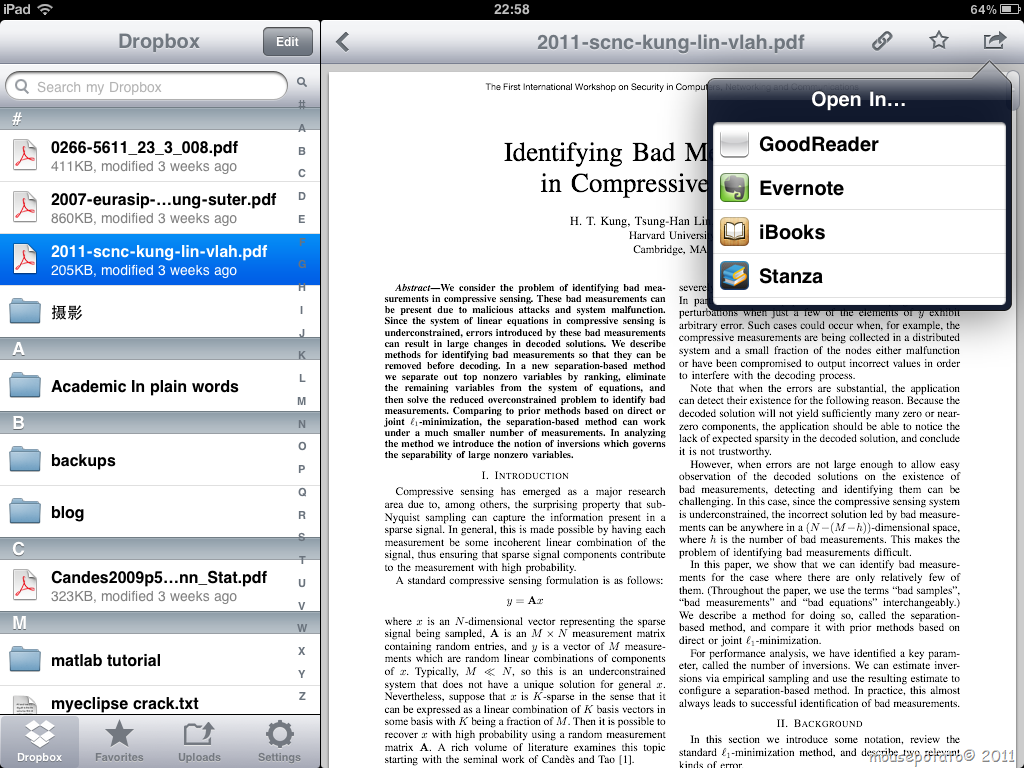 iPad
22:58
64%
Dropbox
Edit
Search my Dropbox
#
0266-5611_23_3_008.pdf
411KB, modified 3 weeks ago
2007-eurasip-...ung-suter.pdf
860KB, modified 3 weeks ago
2011-scnc-kung-lin-vlah.pdf
205KB, modified 3 weeks ago
摄影
A
Academic In plain words
B
backups
blog
C
Candes2009p5...nn_Stat.pdf
323KB, modified 3 weeks ago
M
matlab tutorial
myeclipse crack.txt
#
A
B
C
D
E
F
G
H
I
J
K
L
M
N
O
P
Q
R
S
T
U
V
W
X
Y
Z
Dropbox
Favorites
Uploads
Settings
2011-scnc-kung-lin-vlah.pdf
Open In...
GoodReader
Evernote
iBooks
Stanza
The First International Workshop on Security in Computers, Networking and Communications
Identifying Bad M
in Compressive
H. T. Kung, Tsung-Han Lin
Harvard Universi
Cambridge, MA
Abstract—We consider the problem of identifying bad mea-
surements in compressive sensing. These bad measurements can
be present due to malicious attacks and system malfunction.
Since the system of linear equations in compressive sensing is
underconstrained, errors introduced by these bad measurements
can result in large changes in decoded solutions. We describe
methods for identifying bad measurements so that they can be
removed before decoding. In a new separation-based method
we separate out top nonzero variables by ranking, eliminate
the remaining variables from the system of equations, and
then solve the reduced overconstrained problem to identify bad
measurements. Comparing to prior methods based on direct or
joint ℓ1-minimization, the separation-based method can work
under a much smaller number of measurements. In analyzing
the method we introduce the notion of inversions which governs
the separability of large nonzero variables.
I. Introduction
Compressive sensing has emerged as a major research
area due to, among others, the surprising property that sub-
Nyquist sampling can capture the information present in a
sparse signal. In general, this is made possible by having each
measurement be some incoherent linear combination of the
signal, thus ensuring that sparse signal components contribute
to the measurement with high probability.
A standard compressive sensing formulation is as follows:
y = Ax
where x is an N-dimensional vector representing the sparse
signal being sampled, A is an M × N measurement matrix
containing random entries, and y is a vector of M measure-
ments which are random linear combinations of components
of x. Typically, M ≪ N, so this is an underconstrained
system that does not have a unique solution for general x.
Nevertheless, suppose that x is K-sparse in the sense that it
can be expressed as a linear combination of K basis vectors in
some basis with K being a fraction of M. Then it is possible to
recover x with high probability using a random measurement
matrix A. A rich volume of literature examines this topic
starting with the seminal work of Candès and Tao [1].
severe
In par
perturbations when just a few of the elements of y exhibit
arbitrary error. Such cases could occur when, for example, the
compressive measurements are being collected in a distributed
system and a small fraction of the nodes either malfunction
or have been compromised to output incorrect values in order
to interfere with the decoding process.
Note that when the errors are substantial, the application
can detect their existence for the following reason. Because the
decoded solution will not yield sufficiently many zero or near-
zero components, the application should be able to notice the
lack of expected sparsity in the decoded solution, and conclude
it is not trustworthy.
However, when errors are not large enough to allow easy
observation of the decoded solutions on the existence of
bad measurements, detecting and identifying them can be
challenging. In this case, since the compressive sensing system
is underconstrained, the incorrect solution led by bad measure-
ments can be anywhere in a (N−(M−h))-dimensional space,
where h is the number of bad measurements. This makes the
problem of identifying bad measurements difficult.
In this paper, we show that we can identify bad measure-
ments for the case where there are only relatively few of
them. (Throughout the paper, we use the terms “bad samples”,
“bad measurements” and “bad equations” interchangeably.)
We describe a method for doing so, called the separation-
based method, and compare it with prior methods based on
direct or joint ℓ1-minimization.
For performance analysis, we have identified a key param-
eter, called the number of inversions. We can estimate inver-
sions via empirical sampling and use the resulting estimate to
configure a separation-based method. In practice, this almost
always leads to successful identification of bad measurements.
II. Background
In this section we introduce some notation, review the
standard ℓ1-minimization method, and describe two relevant
kinds of error.
mousepotato© 2011